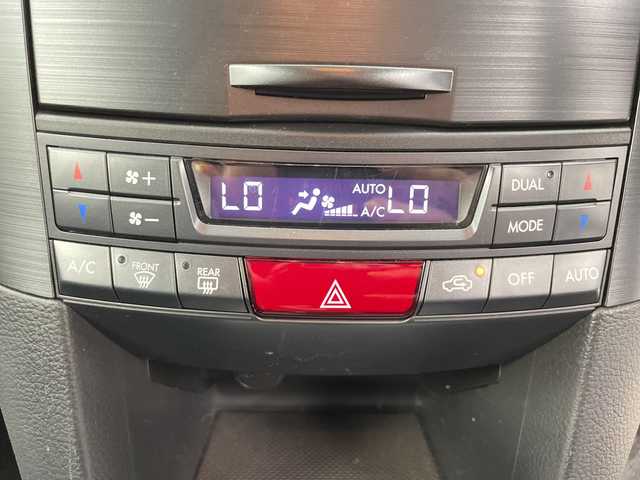 LO AUTO A/C LO
DUAL
MODE
A/C FRONT REAR OFF AUTO